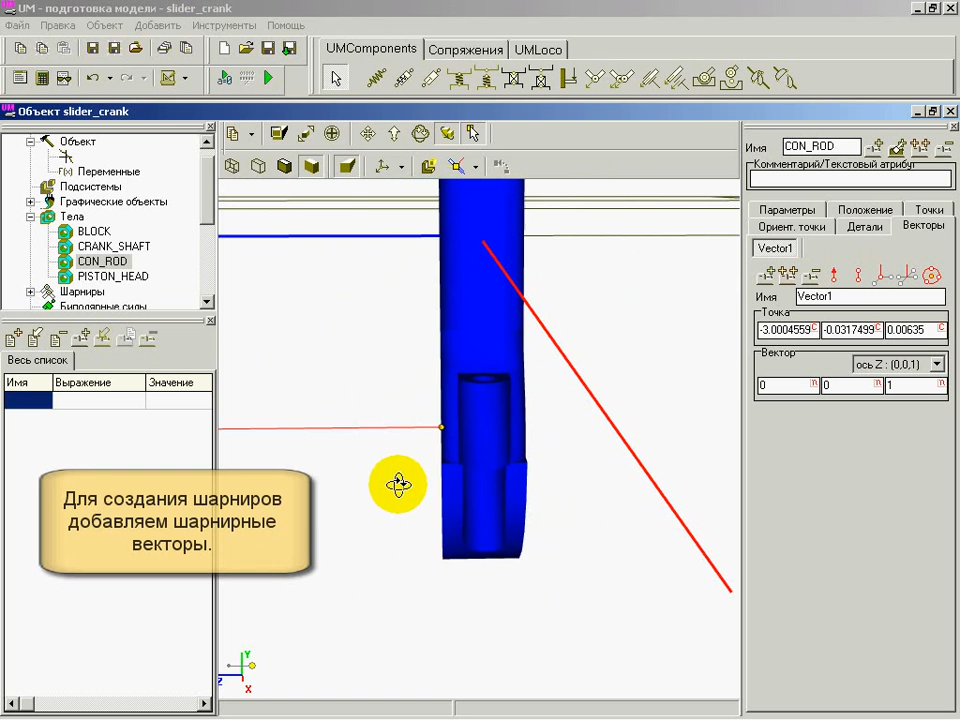 UM - подготовка модели - slider_crank
Файл Правка Объект Добавить Инструменты Помощь
UMComponents Сопряжения UMLoco
Объект slider_crank
Объект
Переменные
Подсистемы
Графические объекты
Тела
BLOCK
CRANK_SHAFT
CON_ROD
PISTON_HEAD
Шарниры
Биполярные силы
Весь список
Имя Выражение Значение
Для создания шарниров
добавляем шарнирные
векторы.
Y
Z
X
Имя CON_ROD
Комментарий/Текстовый атрибут
Параметры Положение Точки
Ориент. точки Детали Векторы
Vector1
Имя Vector1
Точка
-3.0004559 C -0.0317499 C 0.00635 C
Вектор
ось Z : (0,0,1)
0 n 0 n 1 n